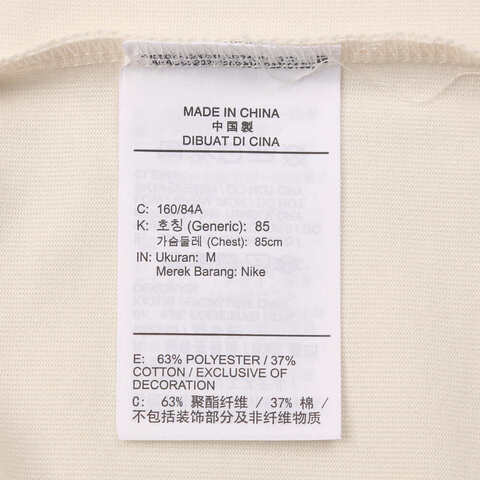 MADE IN CHINA
中国製
DIBUAT DI CINA
C: 160/84A
K: 호칭 (Generic): 85
가슴둘레 (Chest): 85cm
IN: Ukuran: M
Merek Barang: Nike
E: 63% POLYESTER / 37%
COTTON / EXCLUSIVE OF
DECORATION
C: 63% 聚酯纤维 / 37% 棉 /
不包括装饰部分及非纤维物质